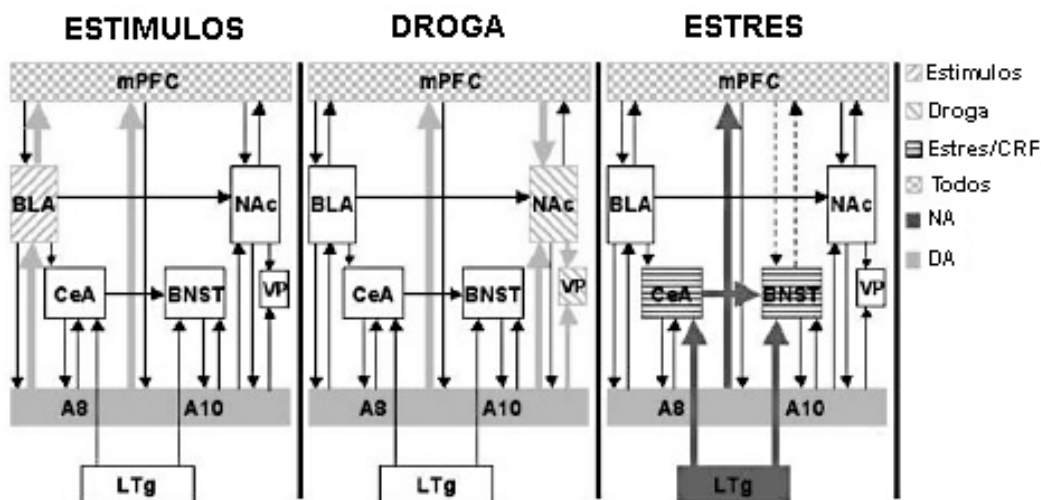 ESTIMULOS
mPFC
BLA
NAc
CeA
BNST
VP
A8
A10
LTg
DROGA
mPFC
BLA
NAc
CeA
BNST
VP
A8
A10
LTg
ESTRES
mPFC
BLA
NAc
CeA
BNST
VP
A8
A10
LTg
Estimulos
Droga
Estres/CRF
Todos
NA
DA